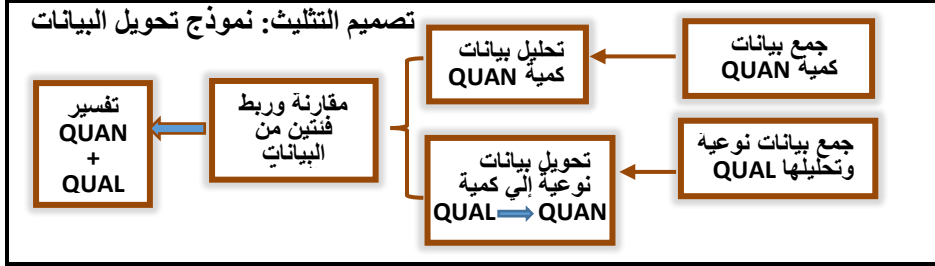 تصميم التثليث: نموذج تحويل البيانات
جمع بيانات
كمية QUAN
تحليل بيانات
كمية QUAN
جمع بيانات نوعية
وتحليلها QUAL
تحويل بيانات
نوعية إلي كمية
QUAL QUAN
مقارنة وربط
فئتين من
البيانات
تفسير
QUAN
+
QUAL